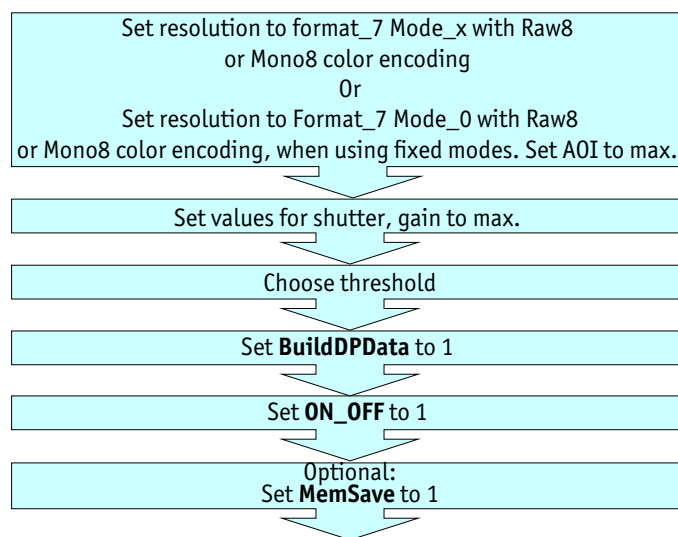 Set resolution to format_7 Mode_x with Raw8
or Mono8 color encoding
Or
Set resolution to Format_7 Mode_0 with Raw8
or Mono8 color encoding, when using fixed modes. Set AOI to max.
Set values for shutter, gain to max.
Choose threshold
Set BuildDPData to 1
Set ON_OFF to 1
Optional:
Set MemSave to 1